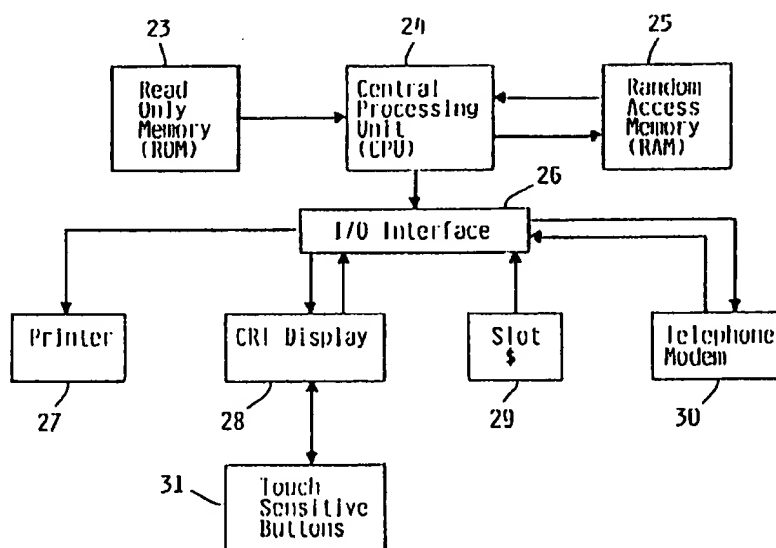 23
24
25
Read
Only
Memory
(ROM)
Central
Processing
Unit
(CPU)
Random
Access
Memory
(RAM)
26
I/O Interface
Printer
CRT Display
Slot
$
Telephone
Modem
27
28
29
30
31
Touch
Sensitive
Buttons